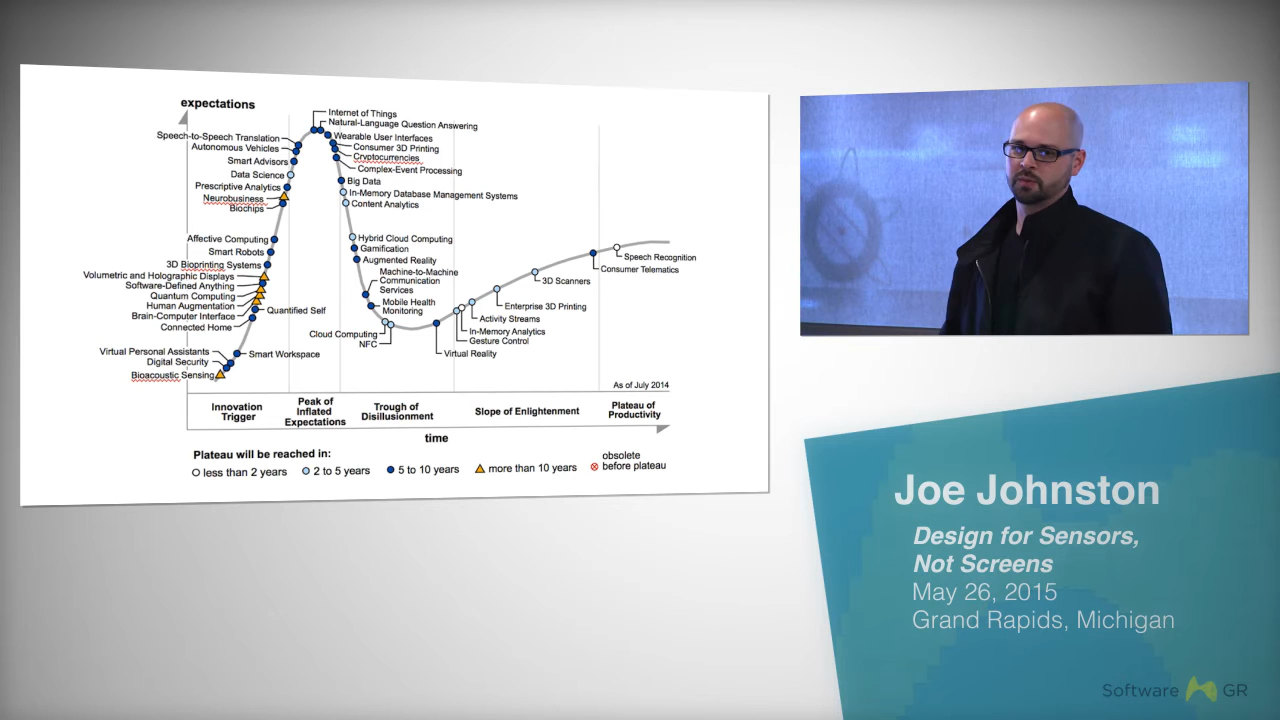 expectations
Internet of Things
Natural-Language Question Answering
Speech-to-Speech Translation
Wearable User Interfaces
Autonomous Vehicles
Consumer 3D Printing
Smart Advisors
Cryptocurrencies
Data Science
Complex-Event Processing
Prescriptive Analytics
Big Data
Neurobusiness
In-Memory Database Management Systems
Biochips
Content Analytics
Affective Computing
Hybrid Cloud Computing
Smart Robots
Gamification
3D Bioprinting Systems
Augmented Reality
Volumetric and Holographic Displays
Software-Defined Anything
Quantum Computing
Human Augmentation
Brain-Computer Interface
Connected Home
Quantified Self
Machine-to-Machine
Communication
Services
Mobile Health
Monitoring
Cloud Computing
NFC
Virtual Personal Assistants
Smart Workspace
Digital Security
Bioacoustic Sensing
Virtual Reality
Gesture Control
In-Memory Analytics
Activity Streams
Enterprise 3D Printing
3D Scanners
Consumer Telematics
Speech Recognition
As of July 2014
Innovation
Trigger
Peak of
Inflated
Expectations
Trough of
Disillusionment
Slope of Enlightenment
Plateau of
Productivity
time
Plateau will be reached in:
less than 2 years
2 to 5 years
5 to 10 years
more than 10 years
obsolete
before plateau
Joe Johnston
Design for Sensors,
Not Screens
May 26, 2015
Grand Rapids, Michigan
Software GR